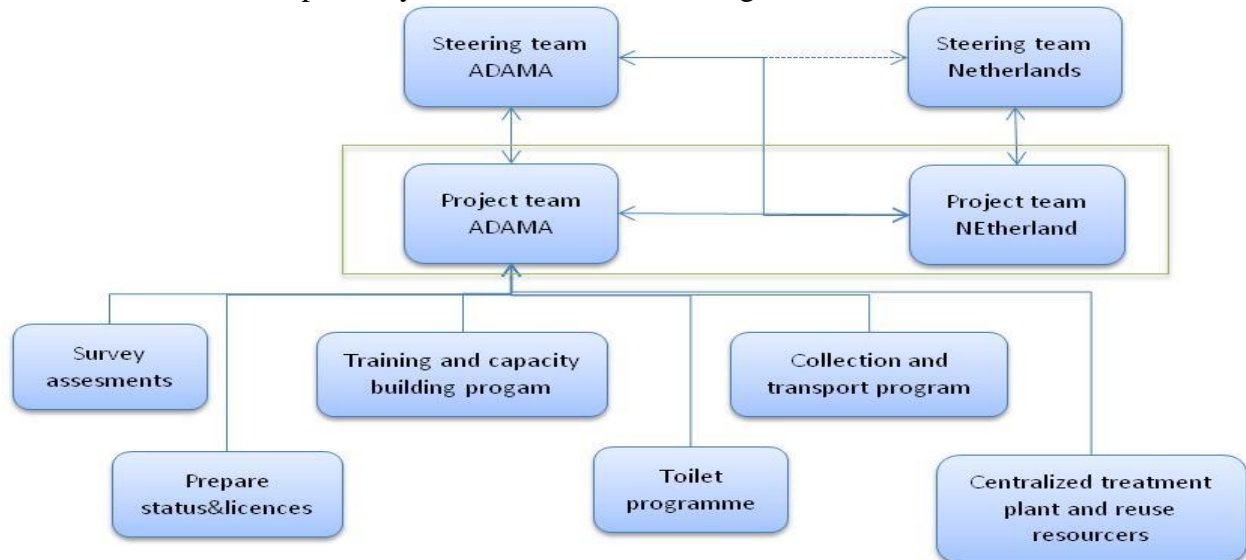 Steering team
ADAMA
Steering team
Netherlands
Project team
ADAMA
Project team
NEtherland
Survey
assesments
Training and capacity
building progam
Collection and
transport program
Prepare
status&licences
Toilet
programme
Centralized treatment
plant and reuse
resourcers